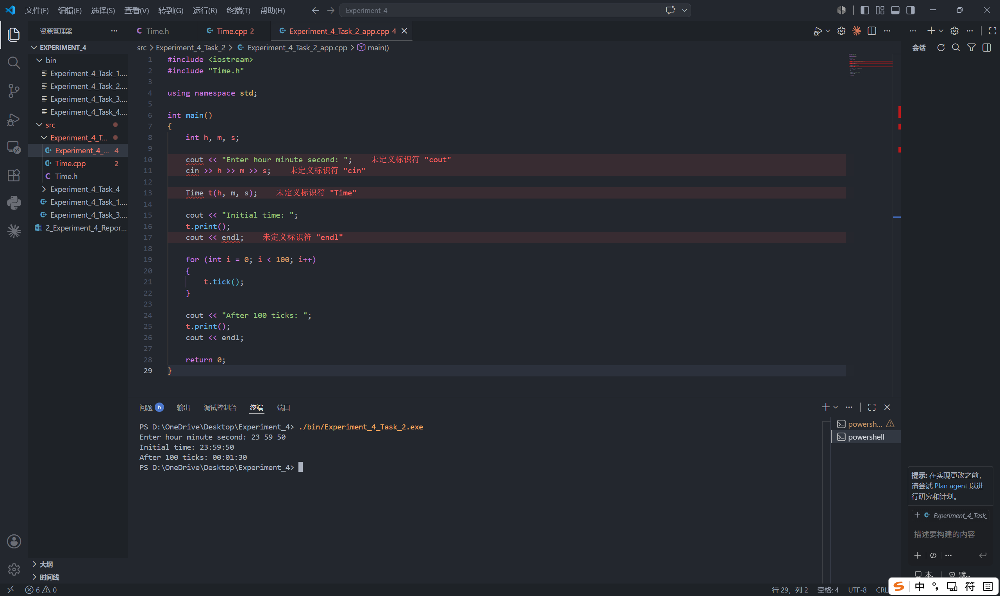 文件(F) 编辑(E) 选择(S) 查看(V) 转到(G) 运行(R) 终端(T) 帮助(H) Experiment_4
资源管理器
Time.h
Time.cpp 2
Experiment_4_Task_2_app.cpp 4
EXPERIMENT_4
bin
Experiment_4_Task_1....
Experiment_4_Task_2....
Experiment_4_Task_3....
Experiment_4_Task_4....
src
Experiment_4_T...
Experiment_4_... 4
Time.cpp 2
Time.h
Experiment_4_Task_4
Experiment_4_Task_1....
Experiment_4_Task_3....
2_Experiment_4_Repor...
大纲
时间线
src > Experiment_4_Task_2 > Experiment_4_Task_2_app.cpp > main()
1 #include <iostream>
2 #include "Time.h"
3
4 using namespace std;
5
6 int main()
7 {
8 int h, m, s;
9
10 cout << "Enter hour minute second: "; 未定义标识符 "cout"
11 cin >> h >> m >> s; 未定义标识符 "cin"
12
13 Time t(h, m, s); 未定义标识符 "Time"
14
15 cout << "Initial time: ";
16 t.print();
17 cout << endl; 未定义标识符 "endl"
18
19 for (int i = 0; i < 100; i++)
20 {
21 t.tick();
22 }
23
24 cout << "After 100 ticks: ";
25 t.print();
26 cout << endl;
27
28 return 0;
29 }
问题 6 输出 调试控制台 终端 端口
PS D:\OneDrive\Desktop\Experiment_4> ./bin/Experiment_4_Task_2.exe
Enter hour minute second: 23 59 50
Initial time: 23:59:50
After 100 ticks: 00:01:30
PS D:\OneDrive\Desktop\Experiment_4>
powersh...
powershell
会话
提示: 在实现更改之前,
请尝试 Plan agent 以进
行研究和计划。
Experiment_4_Task_
描述要构建的内容
本.
默...
6 0
行 29, 列 2 空格: 4 UTF-8 CRL
中 符